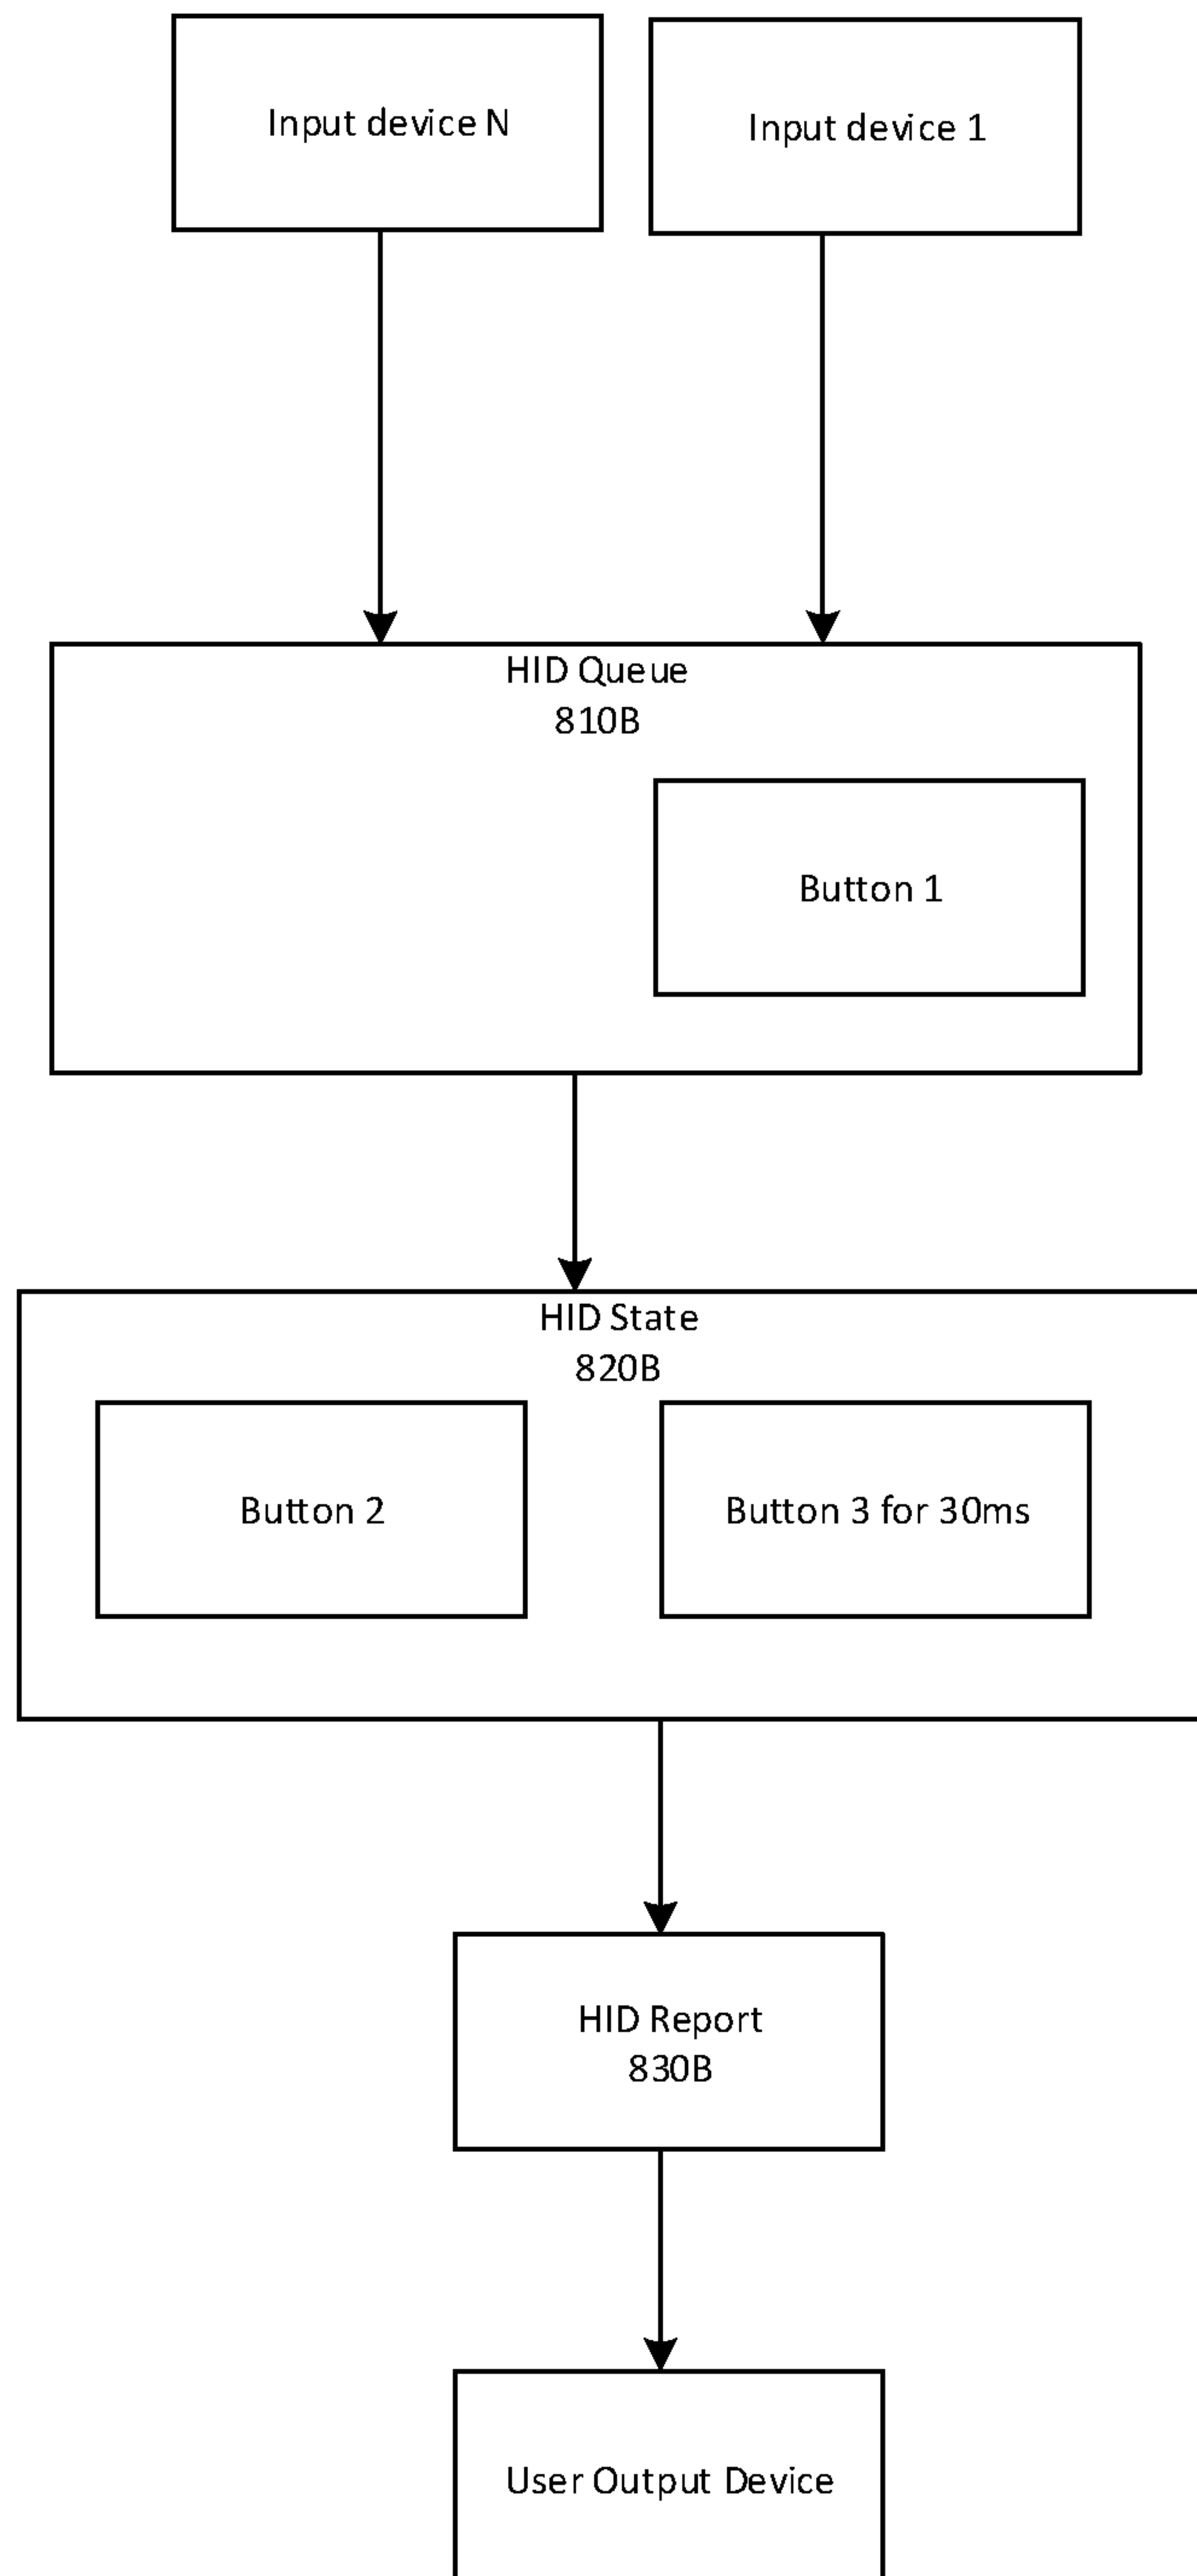 Input device N
Input device 1
HID Queue
810B
Button 1
HID State
820B
Button 2
Button 3 for 30ms
HID Report
830B
User Output Device